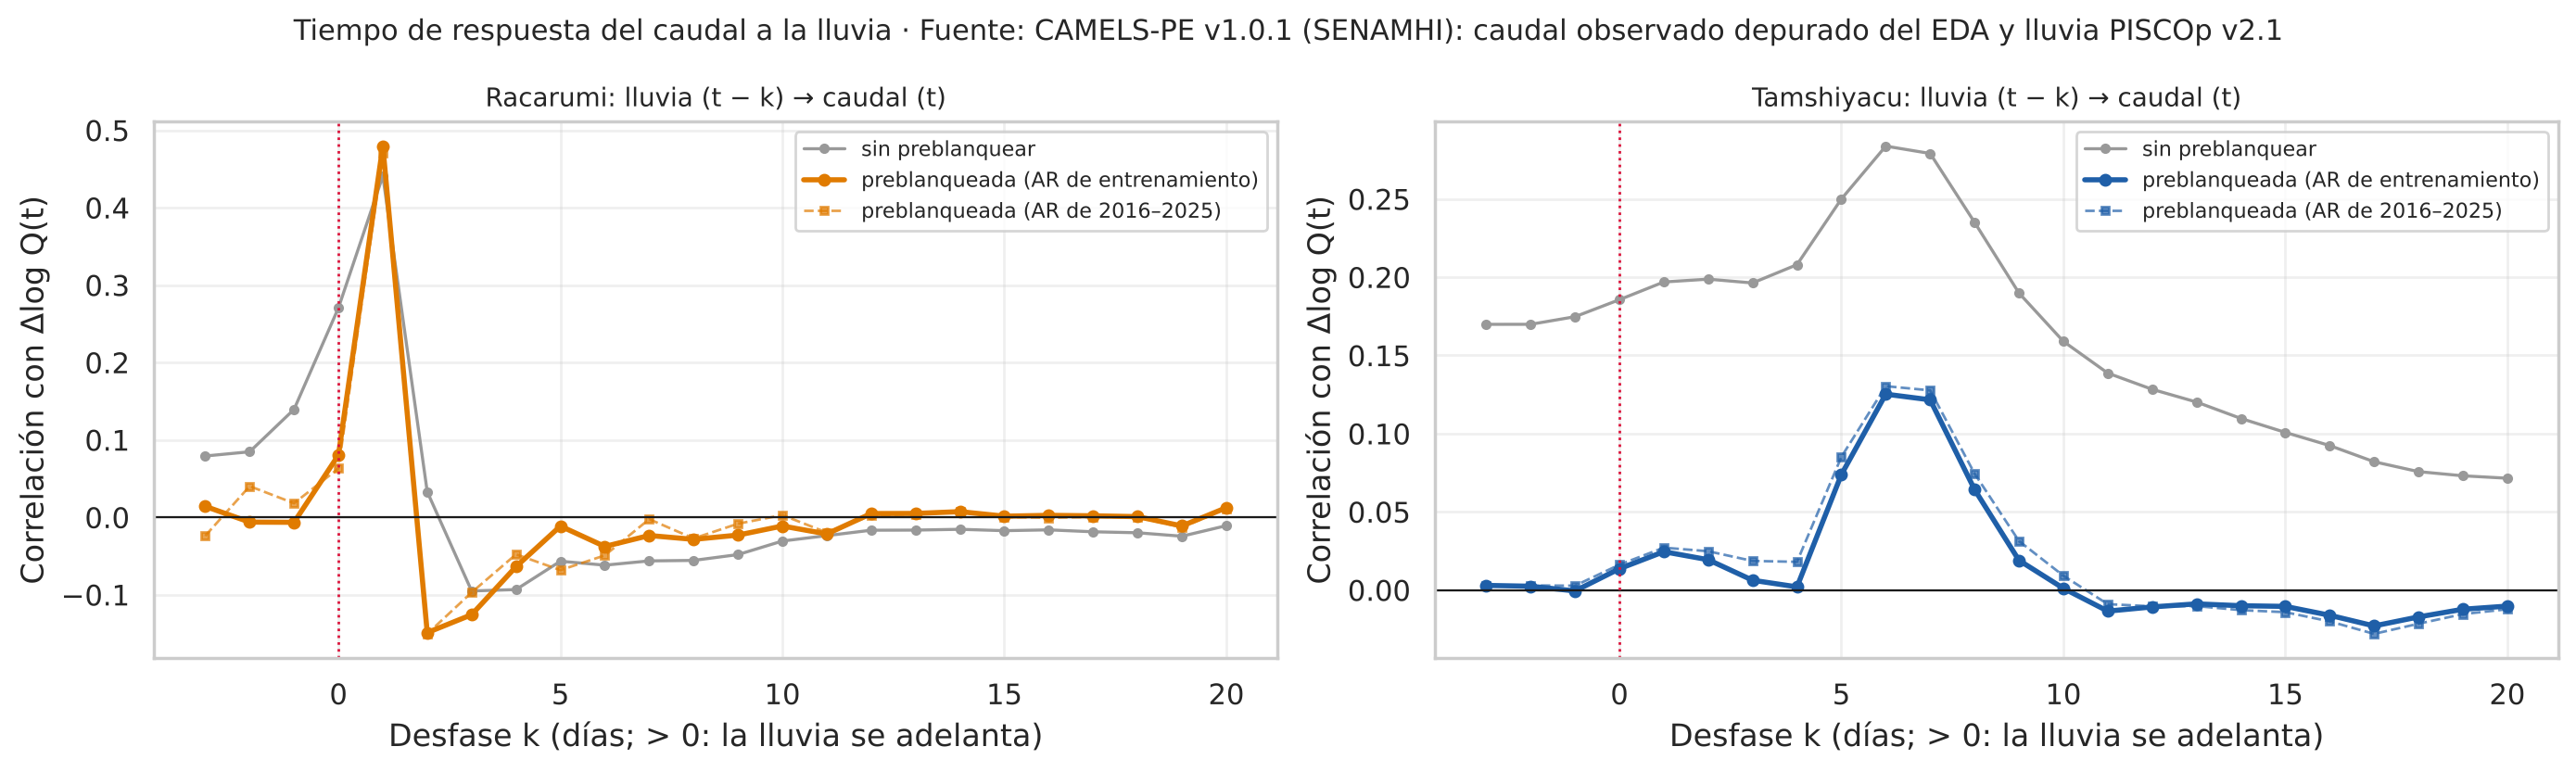 Tiempo de respuesta del caudal a la lluvia · Fuente: CAMELS-PE v1.0.1 (SENAMHI): caudal observado depurado del EDA y lluvia PISCOp v2.1
Racarumi: lluvia (t − k) → caudal (t)
Correlación con Δlog Q(t)
0.5
0.4
0.3
0.2
0.1
0.0
−0.1
sin preblanquear
preblanqueada (AR de entrenamiento)
preblanqueada (AR de 2016–2025)
0 5 10 15 20
Desfase k (días; > 0: la lluvia se adelanta)
Tamshiyacu: lluvia (t − k) → caudal (t)
Correlación con Δlog Q(t)
0.25
0.20
0.15
0.10
0.05
0.00
sin preblanquear
preblanqueada (AR de entrenamiento)
preblanqueada (AR de 2016–2025)
0 5 10 15 20
Desfase k (días; > 0: la lluvia se adelanta)